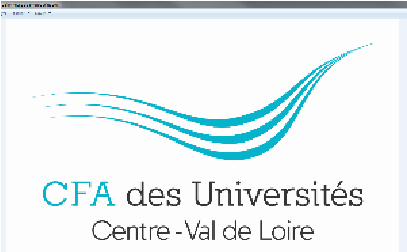 CFA des Universités
Centre-Val de Loire